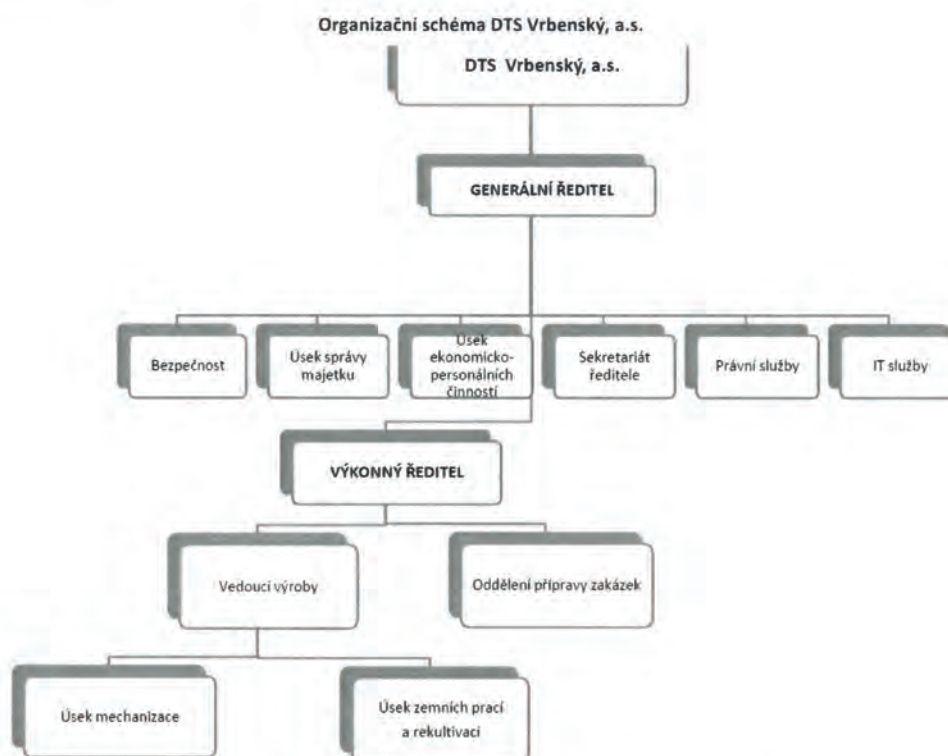 Organizační schéma DTS Vrbenský, a.s.
DTS Vrbenský, a.s.
GENERÁLNÍ ŘEDITEL
Bezpečnost
Úsek správy
majetku
Úsek
ekonomicko-
personálních
činností
Sekretariát
ředitele
Právní služby
IT služby
VÝKONNÝ ŘEDITEL
Vedoucí výroby
Oddělení přípravy zakázek
Úsek mechanizace
Úsek zemních prací
a rekultivací